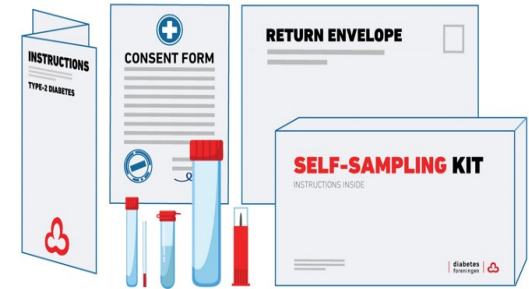 INSTRUCTIONS
TYPE-2 DIABETES
CONSENT FORM
RETURN ENVELOPE
SELF-SAMPLING KIT
INSTRUCTIONS INSIDE
diabetes
foreningen